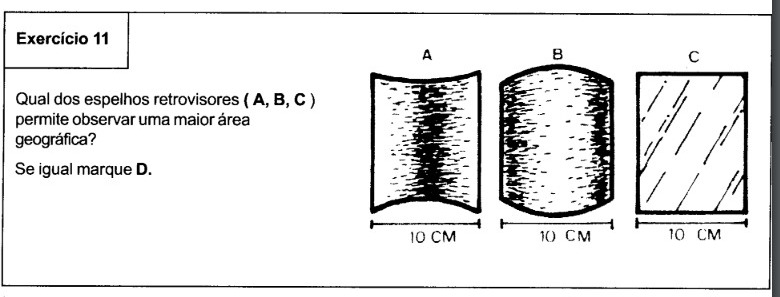 Exercício 11
Qual dos espelhos retrovisores ( A, B, C )
permite observar uma maior área
geográfica?
Se igual marque D.
A B C
10 CM 10 CM 10 CM